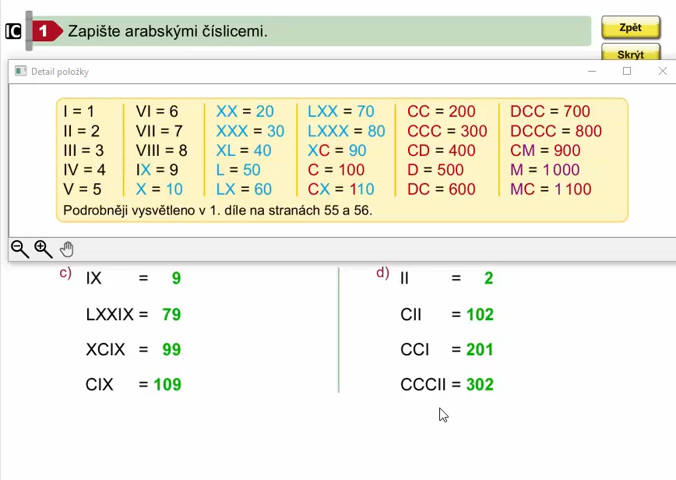 IC 1 Zapište arabskými číslicemi.
Zpět
Skrýt
Detail položky
I = 1 VI = 6 XX = 20 LXX = 70 CC = 200 DCC = 700
II = 2 VII = 7 XXX = 30 LXXX = 80 CCC = 300 DCCC = 800
III = 3 VIII = 8 XL = 40 XC = 90 CD = 400 CM = 900
IV = 4 IX = 9 L = 50 C = 100 D = 500 M = 1 000
V = 5 X = 10 LX = 60 CX = 110 DC = 600 MC = 1 100
Podrobněji vysvětleno v 1. díle na stranách 55 a 56.
c) IX = 9
LXXIX = 79
XCIX = 99
CIX = 109
d) II = 2
CII = 102
CCI = 201
CCCII = 302